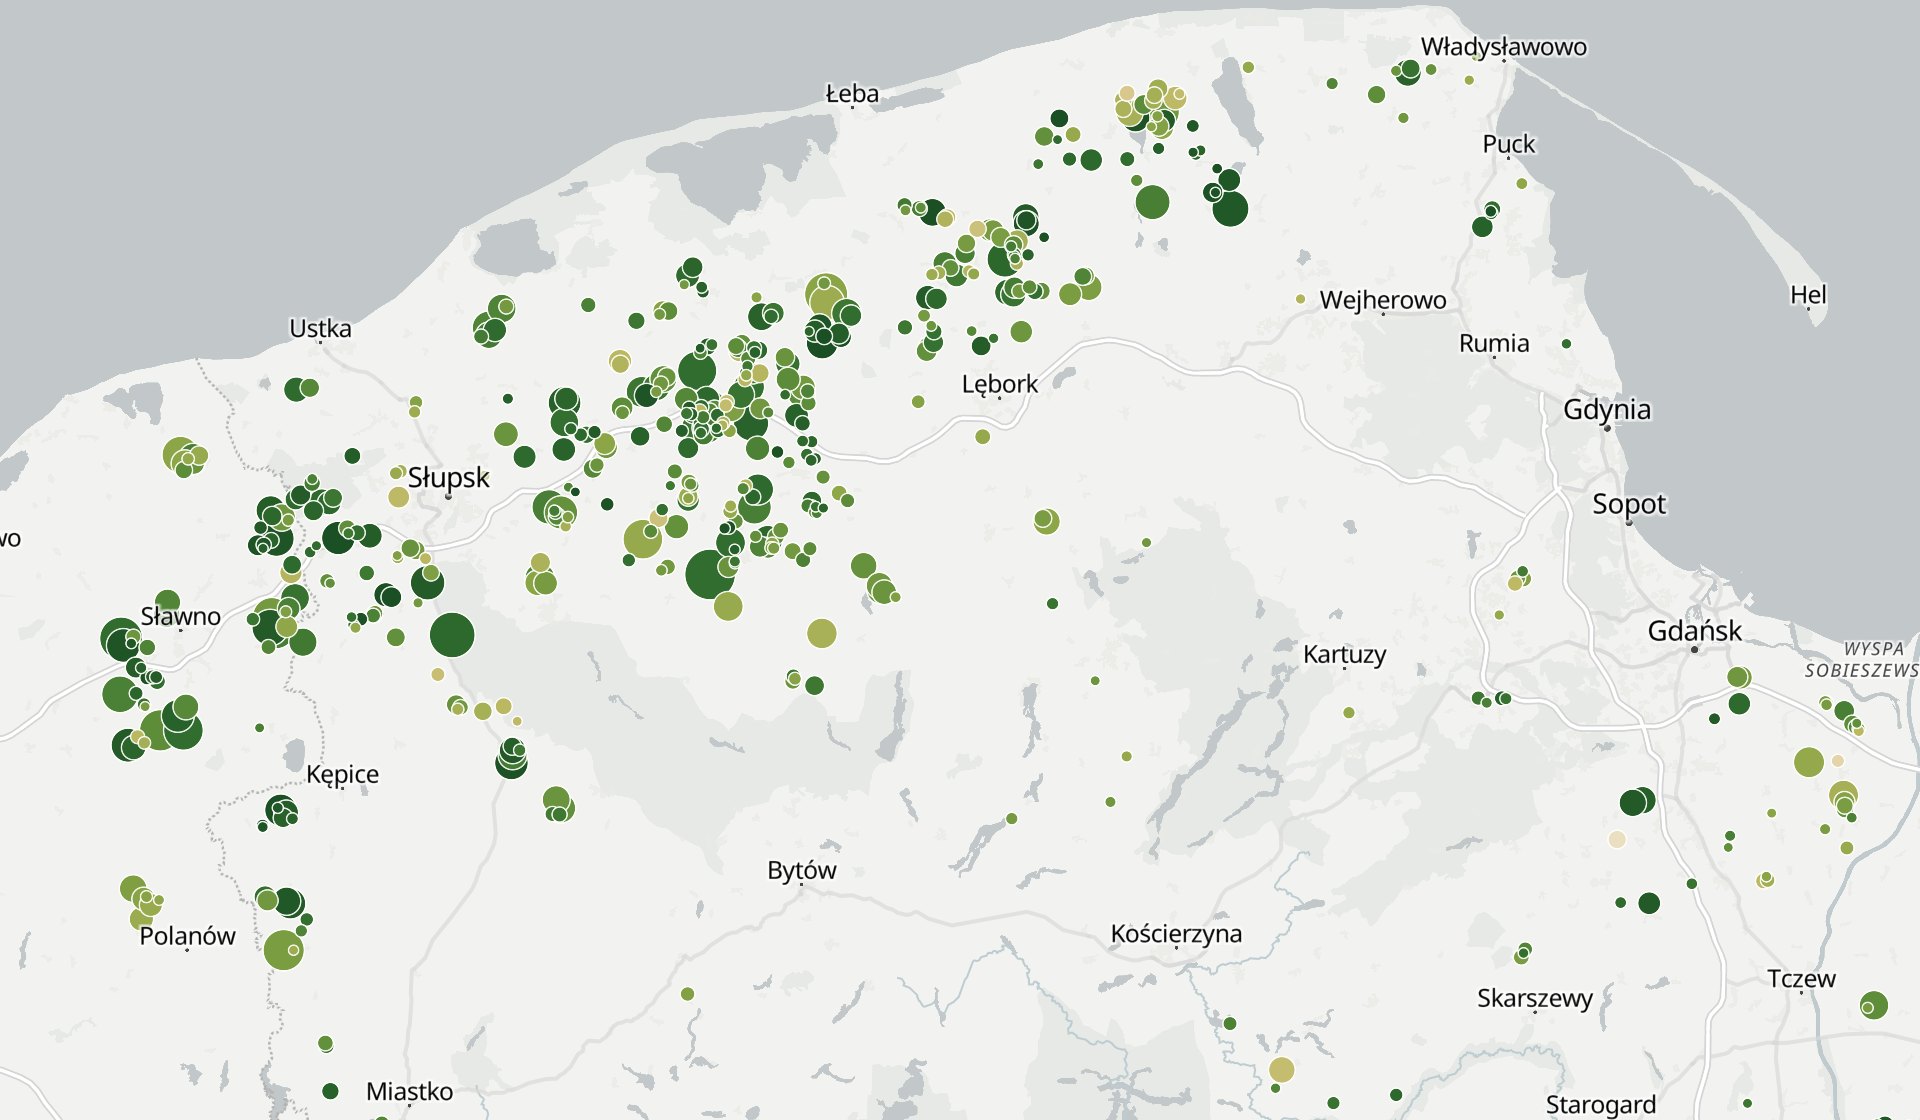 Władysławowo
Łeba
Puck
Hel
Wejherowo
Ustka
Rumia
Lębork
Gdynia
Słupsk
Sopot
wo
Sławno
Gdańsk
WYSPA
SOBIESZEWS
Kartuzy
Kępice
Bytów
Kościerzyna
Polanów
Tczew
Skarszewy
Miastko
Starogard